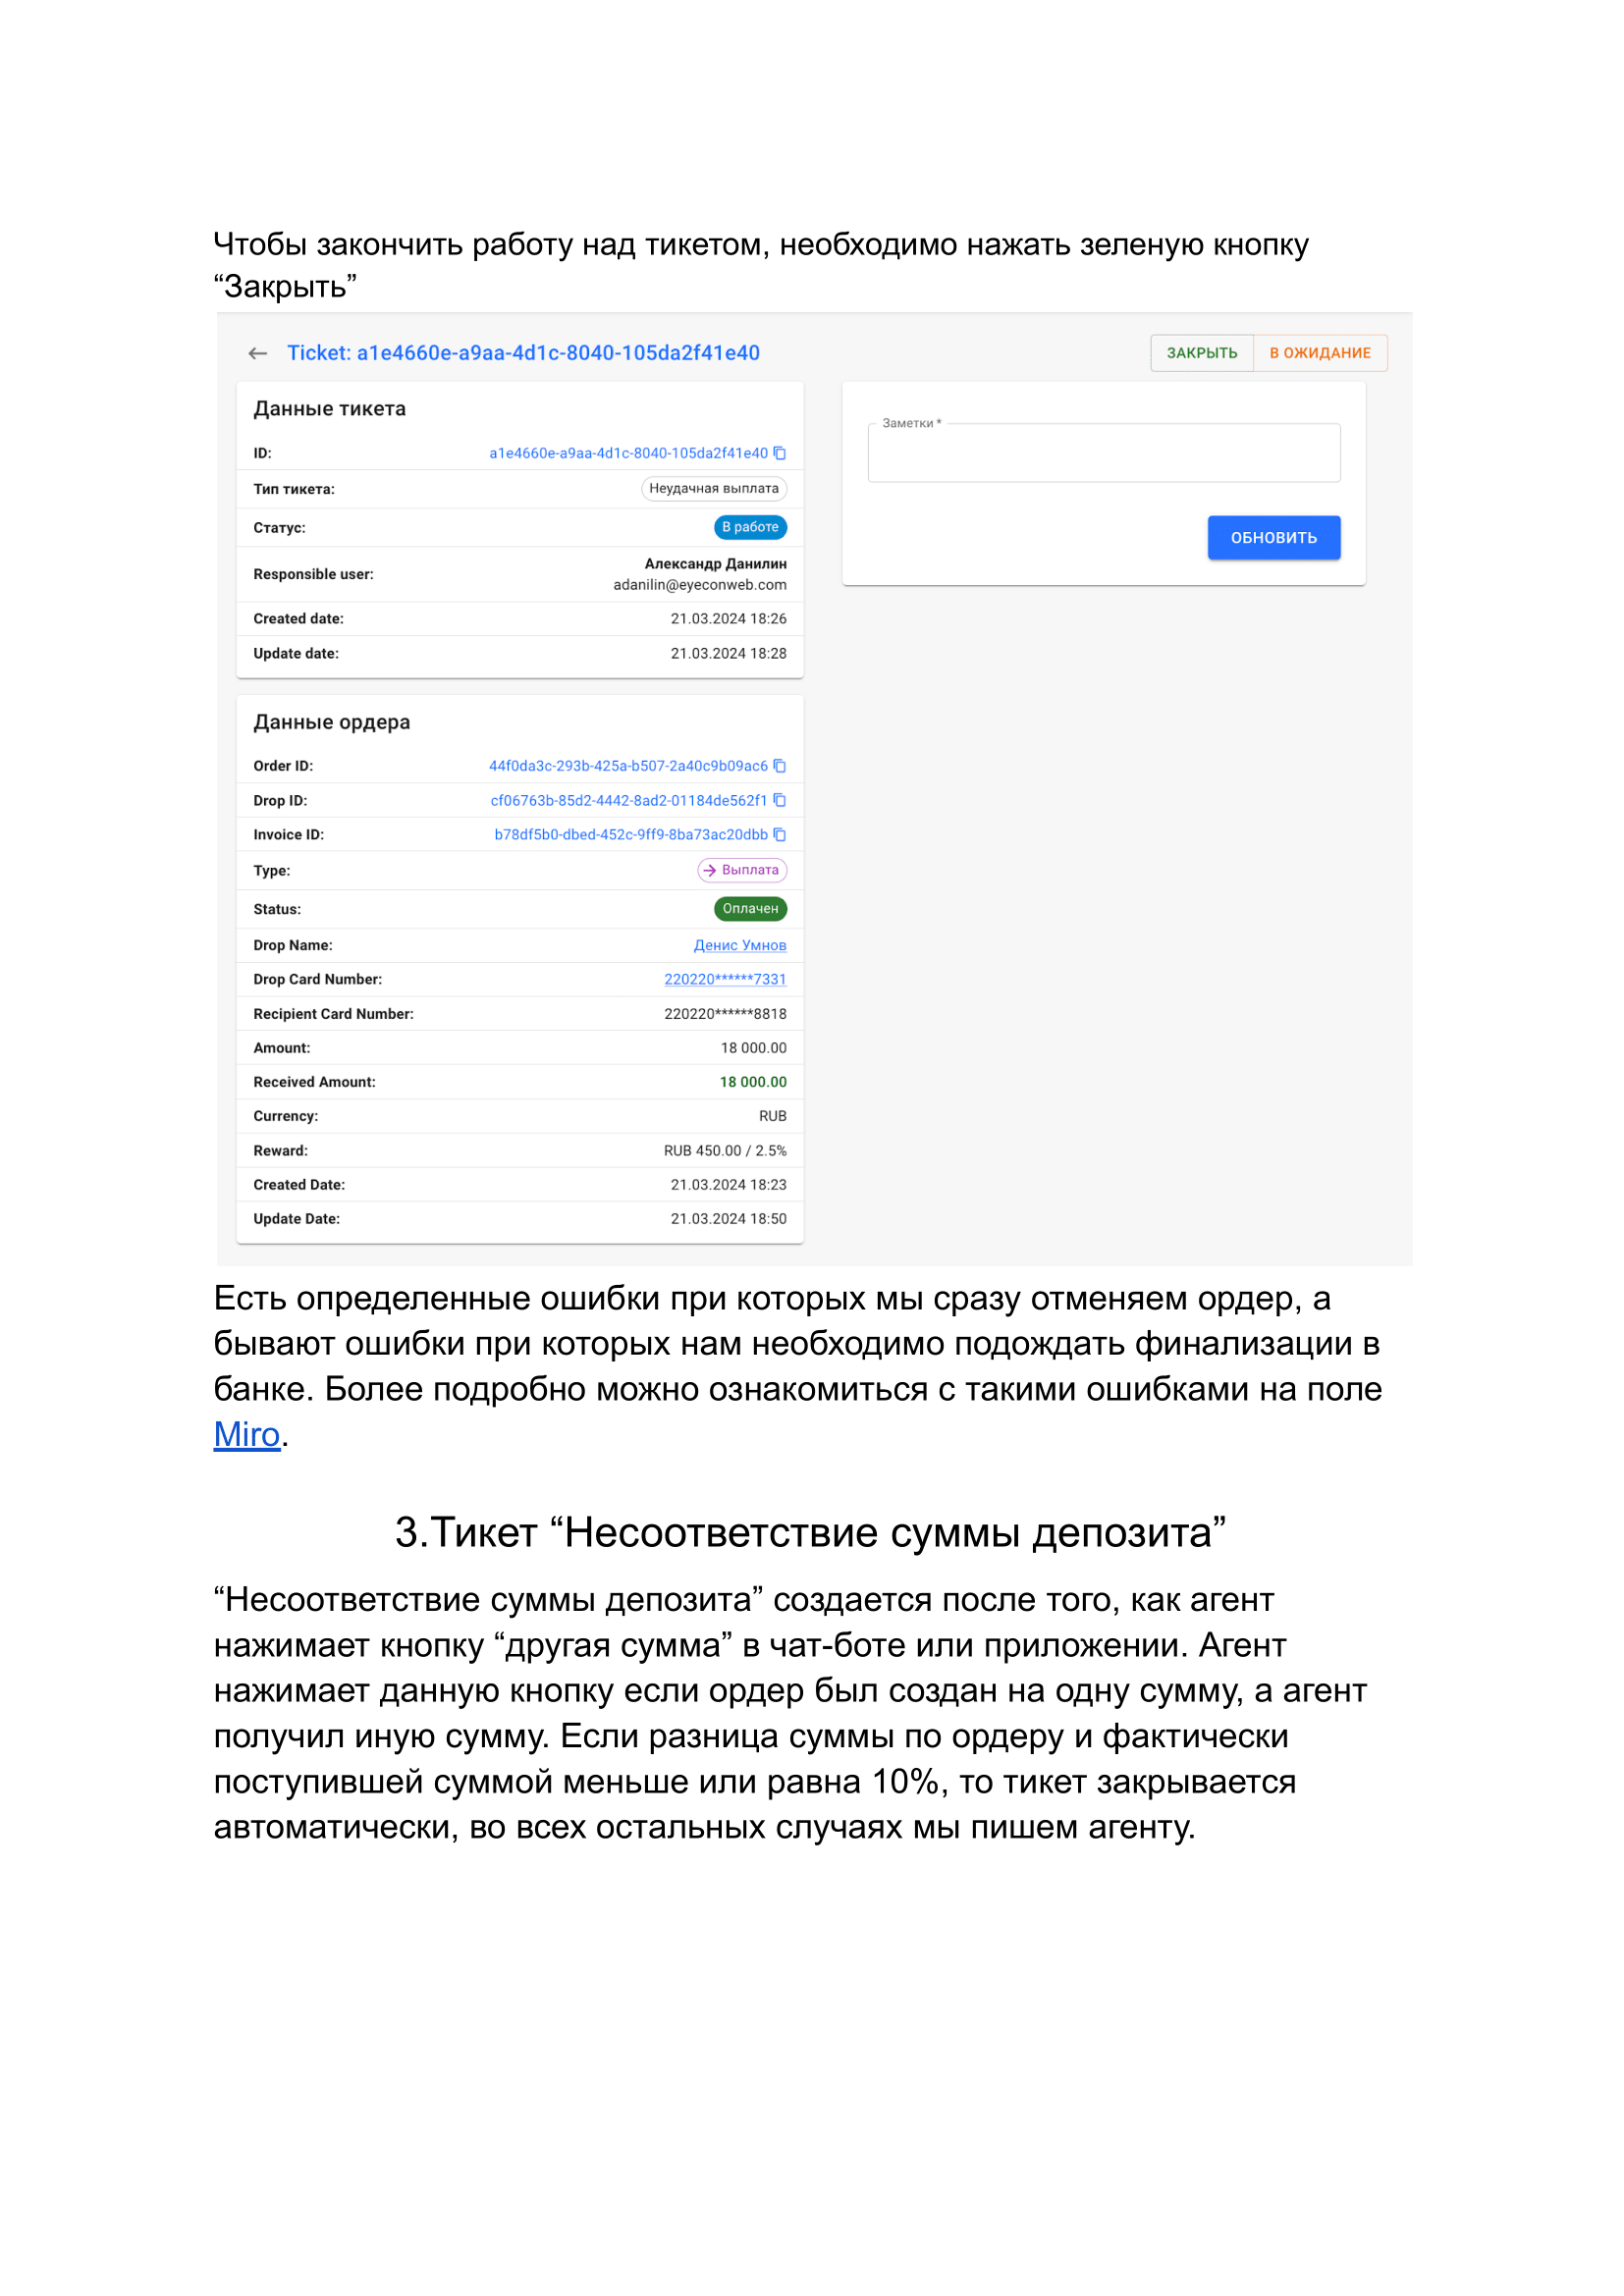 Чтобы закончить работу над тикетом, необходимо нажать зеленую кнопку
“Закрыть”
Ticket: a1e4660e-a9aa-4d1c-8040-105da2f41e40
ЗАКРЫТЬ
В ОЖИДАНИЕ
Данные тикета
ID: a1e4660e-a9aa-4d1c-8040-105da2f41e40
Тип тикета: Неудачная выплата
Статус: В работе
Responsible user: Александр Данилин
adanilin@eyeconweb.com
Created date: 21.03.2024 18:26
Update date: 21.03.2024 18:28
Заметки *
ОБНОВИТЬ
Данные ордера
Order ID: 44f0da3c-293b-425a-b507-2a40c9b09ac6
Drop ID: cf06763b-85d2-4442-8ad2-01184de562f1
Invoice ID: b78df5b0-dbed-452c-9ff9-8ba73ac20dbb
Type: Выплата
Status: Оплачен
Drop Name: Денис Умнов
Drop Card Number: 220220******7331
Recipient Card Number: 220220******8818
Amount: 18 000.00
Received Amount: 18 000.00
Currency: RUB
Reward: RUB 450.00 / 2.5%
Created Date: 21.03.2024 18:23
Update Date: 21.03.2024 18:50
Есть определенные ошибки при которых мы сразу отменяем ордер, а
бывают ошибки при которых нам необходимо подождать финализации в
банке. Более подробно можно ознакомиться с такими ошибками на поле
Miro.
3.Тикет “Несоответствие суммы депозита”
“Несоответствие суммы депозита” создается после того, как агент
нажимает кнопку “другая сумма” в чат-боте или приложении. Агент
нажимает данную кнопку если ордер был создан на одну сумму, а агент
получил иную сумму. Если разница суммы по ордеру и фактически
поступившей суммой меньше или равна 10%, то тикет закрывается
автоматически, во всех остальных случаях мы пишем агенту.